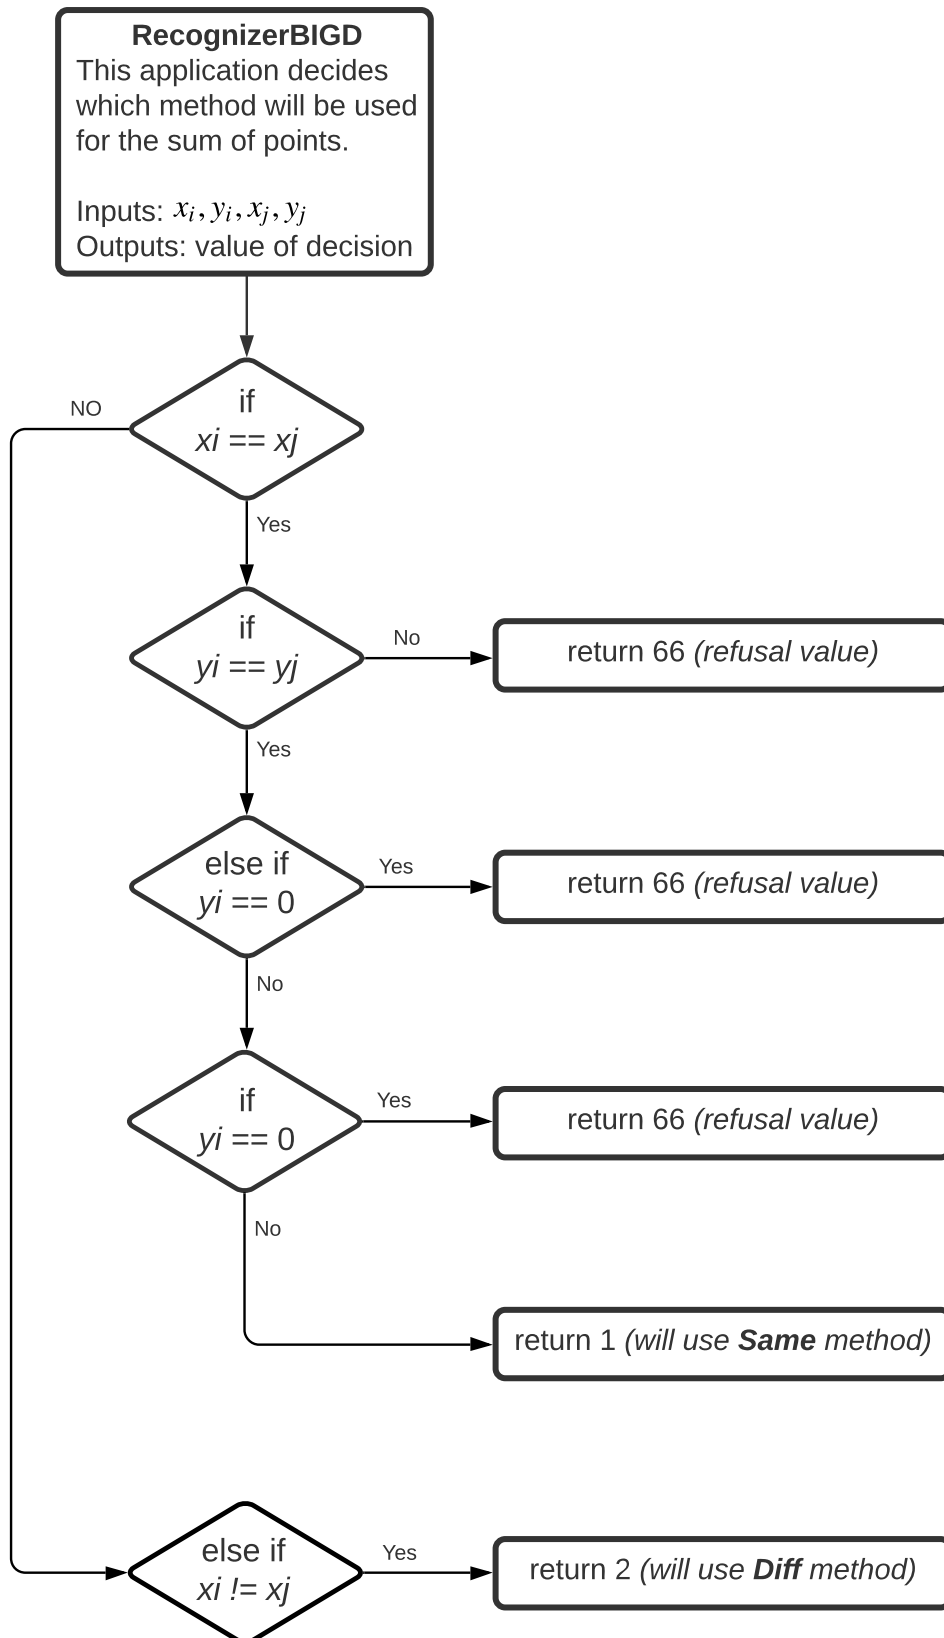 RecognizerBIGD
This application decides
which method will be used
for the sum of points.
Inputs: xᵢ, yᵢ, xⱼ, yⱼ
Outputs: value of decision
if
xi == xj
NO
Yes
if
yi == yj
No
return 66 (refusal value)
Yes
else if
yi == 0
Yes
return 66 (refusal value)
No
if
yi == 0
Yes
return 66 (refusal value)
No
return 1 (will use Same method)
else if
xi != xj
Yes
return 2 (will use Diff method)